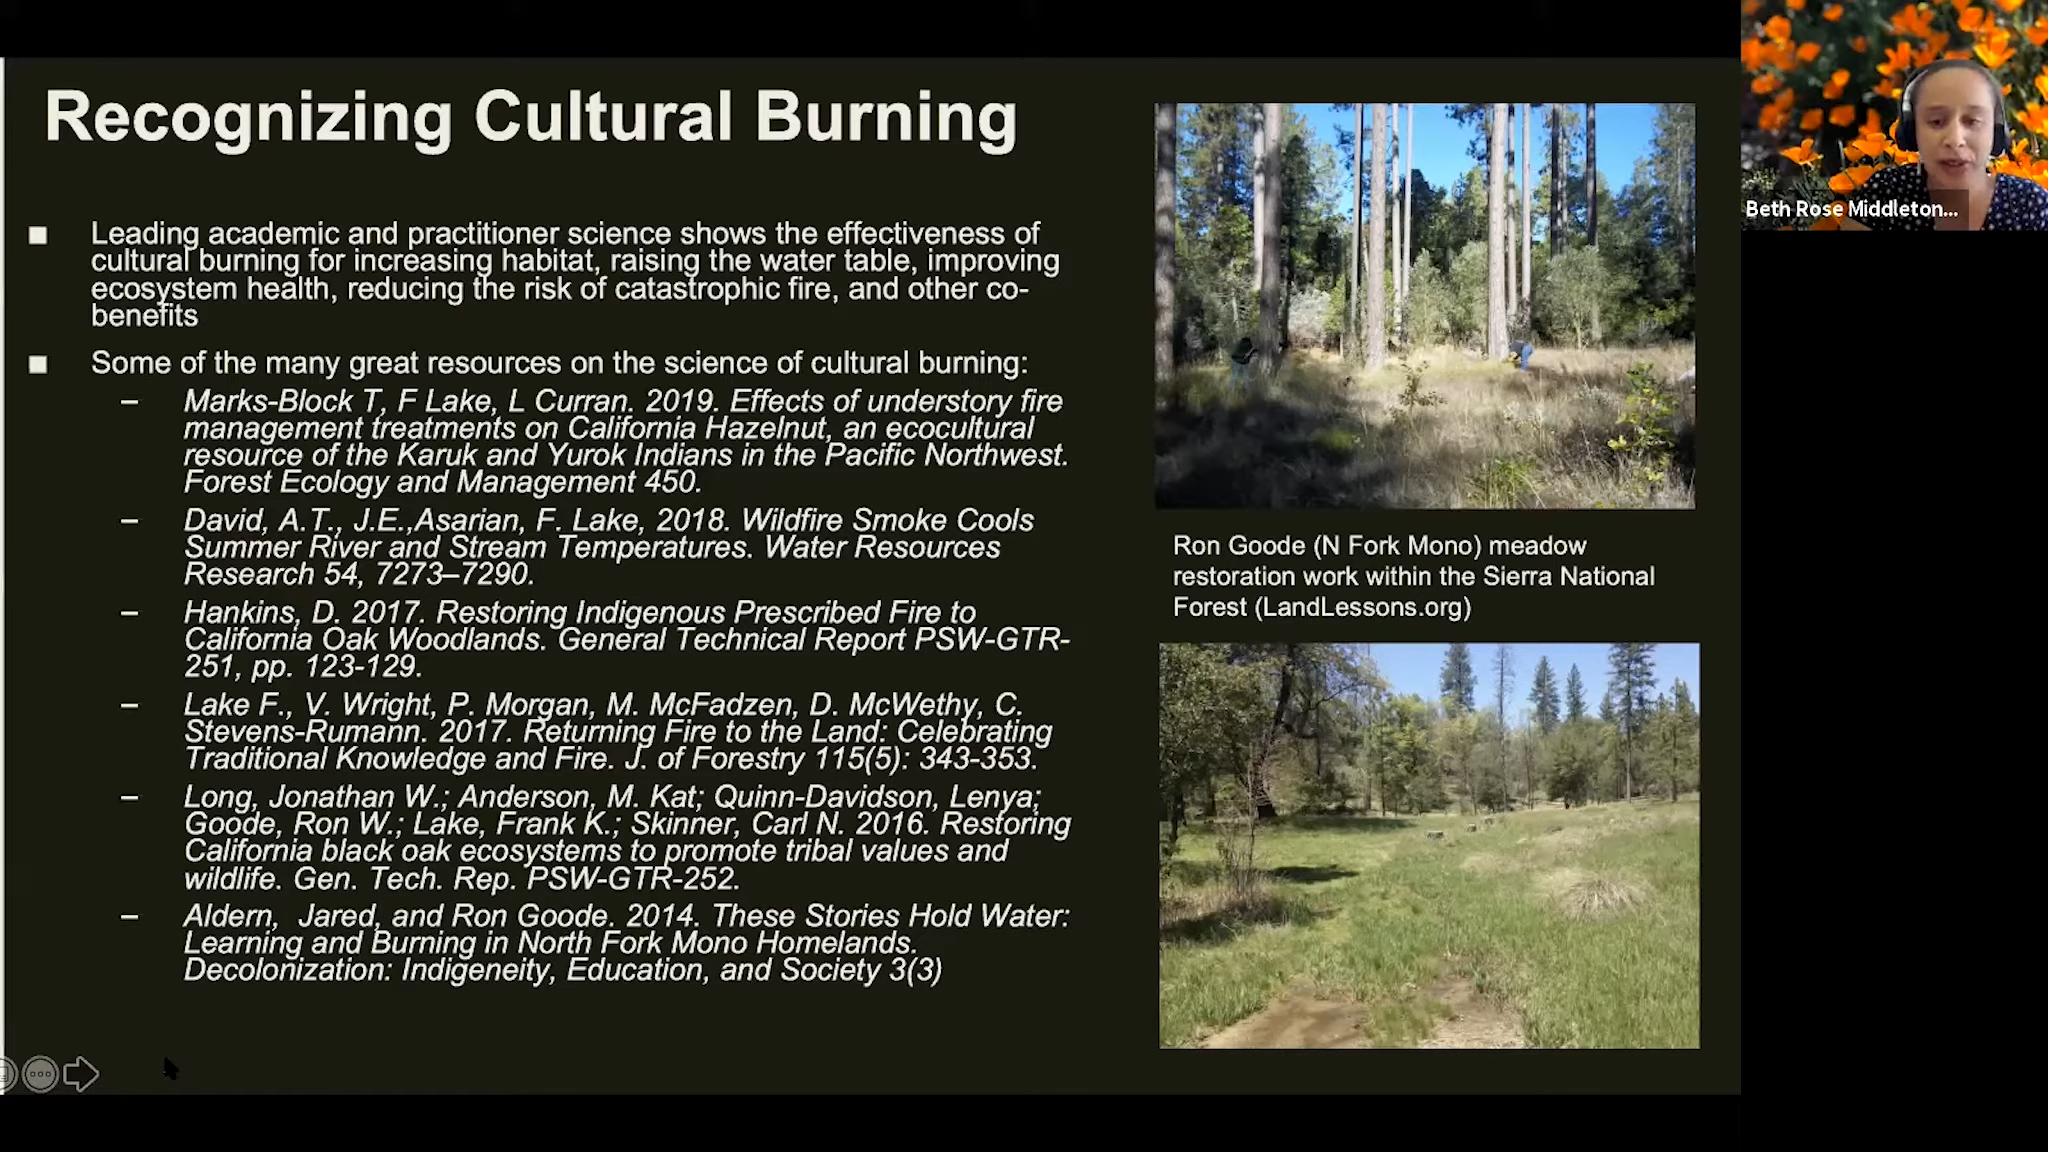 Recognizing Cultural Burning
Leading academic and practitioner science shows the effectiveness of
cultural burning for increasing habitat, raising the water table, improving
ecosystem health, reducing the risk of catastrophic fire, and other co-
benefits
Some of the many great resources on the science of cultural burning:
– Marks-Block T, F Lake, L Curran. 2019. Effects of understory fire
management treatments on California Hazelnut, an ecocultural
resource of the Karuk and Yurok Indians in the Pacific Northwest.
Forest Ecology and Management 450.
– David, A.T., J.E.,Asarian, F. Lake, 2018. Wildfire Smoke Cools
Summer River and Stream Temperatures. Water Resources
Research 54, 7273–7290.
– Hankins, D. 2017. Restoring Indigenous Prescribed Fire to
California Oak Woodlands. General Technical Report PSW-GTR-
251, pp. 123-129.
– Lake F., V. Wright, P. Morgan, M. McFadzen, D. McWethy, C.
Stevens-Rumann. 2017. Returning Fire to the Land: Celebrating
Traditional Knowledge and Fire. J. of Forestry 115(5): 343-353.
– Long, Jonathan W.; Anderson, M. Kat; Quinn-Davidson, Lenya;
Goode, Ron W.; Lake, Frank K.; Skinner, Carl N. 2016. Restoring
California black oak ecosystems to promote tribal values and
wildlife. Gen. Tech. Rep. PSW-GTR-252.
– Aldern, Jared, and Ron Goode. 2014. These Stories Hold Water:
Learning and Burning in North Fork Mono Homelands.
Decolonization: Indigeneity, Education, and Society 3(3)
Ron Goode (N Fork Mono) meadow
restoration work within the Sierra National
Forest (LandLessons.org)
Beth Rose Middleton...